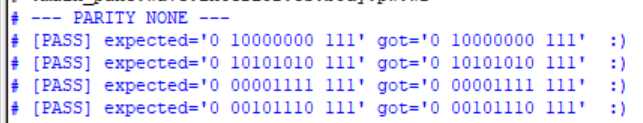 # --- PARITY NONE ---
# [PASS] expected='0 10000000 111' got='0 10000000 111'  :)
# [PASS] expected='0 10101010 111' got='0 10101010 111'  :)
# [PASS] expected='0 00001111 111' got='0 00001111 111'  :)
# [PASS] expected='0 00101110 111' got='0 00101110 111'  :)